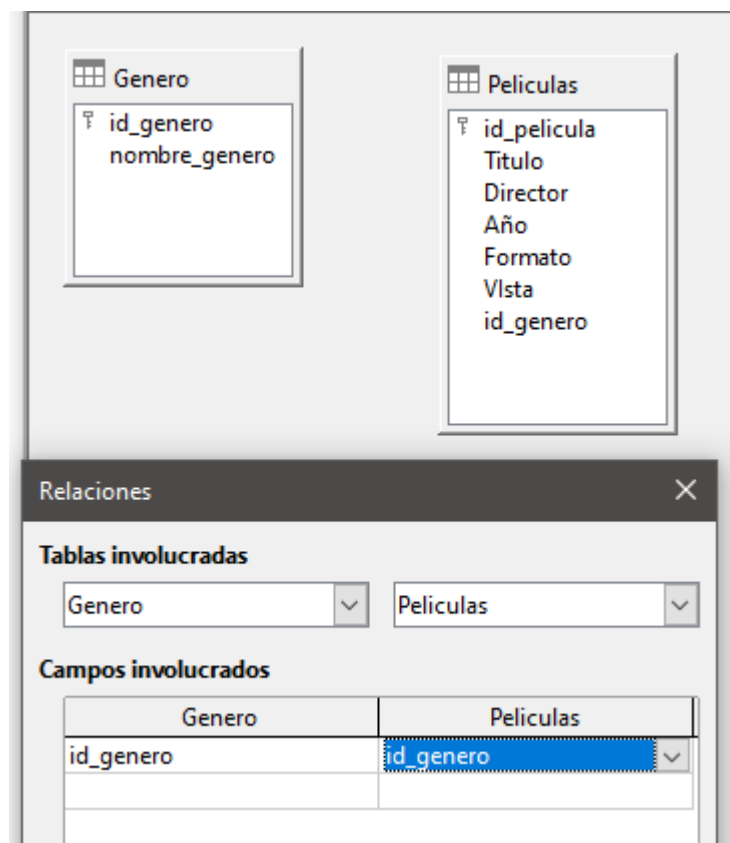 Genero
id_genero
nombre_genero
Peliculas
id_pelicula
Titulo
Director
Año
Formato
VIsta
id_genero
Relaciones
Tablas involucradas
Genero Peliculas
Campos involucrados
Genero Peliculas
id_genero id_genero